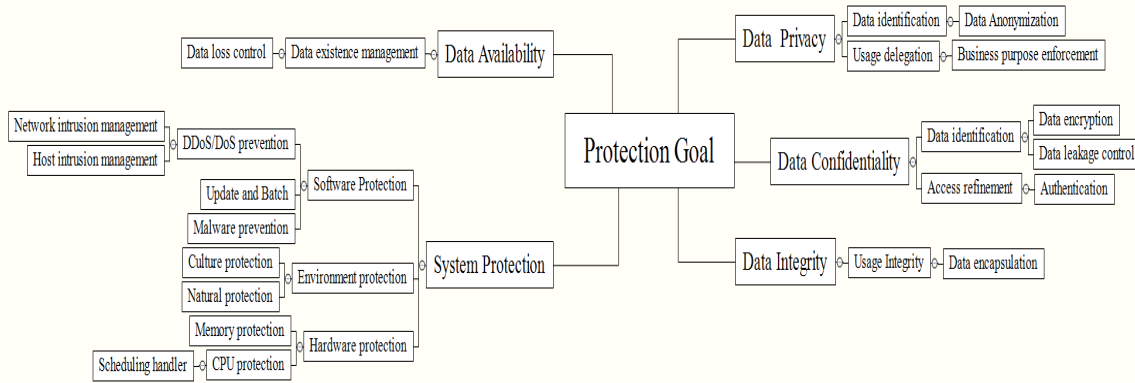 Protection Goal
Data Availability
Data existence management
Data loss control
System Protection
Software Protection
DDoS/DoS prevention
Network intrusion management
Host intrusion management
Update and Batch
Malware prevention
Environment protection
Culture protection
Natural protection
Hardware protection
Memory protection
CPU protection
Scheduling handler
Data Privacy
Data identification
Data Anonymization
Usage delegation
Business purpose enforcement
Data Confidentiality
Data identification
Data encryption
Data leakage control
Access refinement
Authentication
Data Integrity
Usage Integrity
Data encapsulation